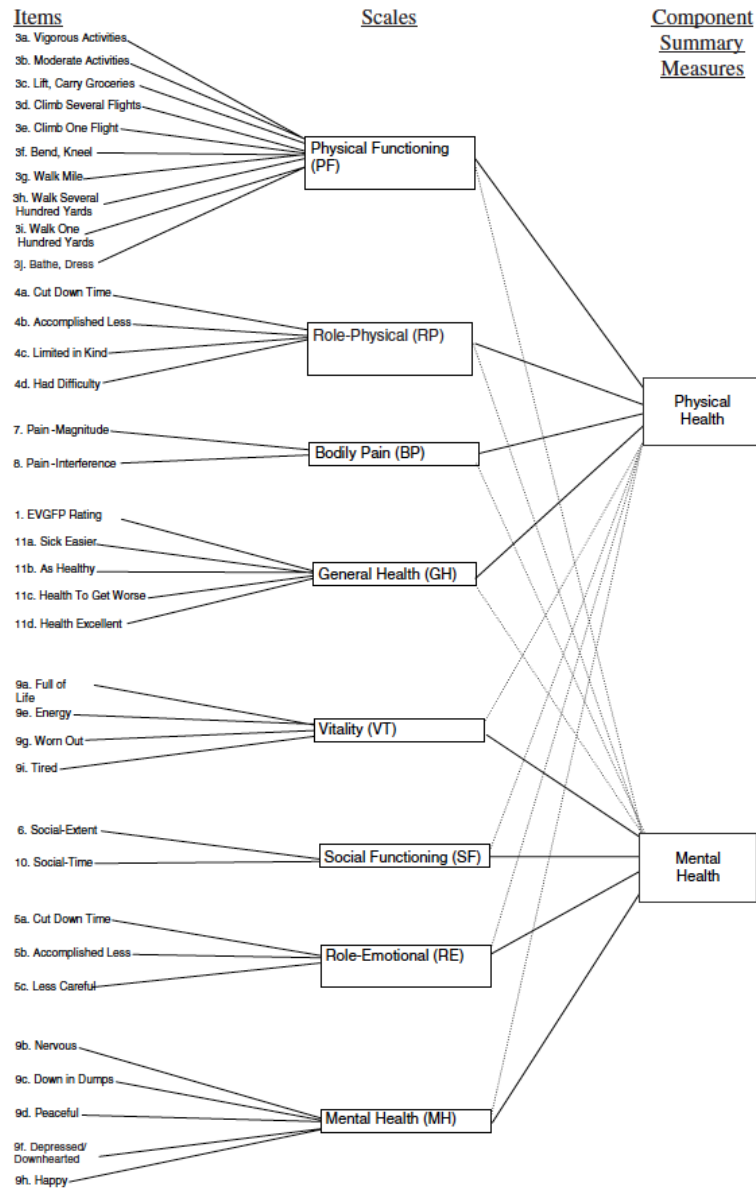 Items
Scales
Component
Summary
Measures
3a. Vigorous Activities
3b. Moderate Activities
3c. Lift, Carry Groceries
3d. Climb Several Flights
3e. Climb One Flight
3f. Bend, Kneel
3g. Walk Mile
3h. Walk Several
Hundred Yards
3i. Walk One
Hundred Yards
3j. Bathe, Dress
Physical Functioning
(PF)
4a. Cut Down Time
4b. Accomplished Less
4c. Limited in Kind
4d. Had Difficulty
Role-Physical (RP)
Physical
Health
7. Pain-Magnitude
8. Pain-Interference
Bodily Pain (BP)
1. EVGFP Rating
11a. Sick Easier
11b. As Healthy
11c. Health To Get Worse
11d. Health Excellent
General Health (GH)
9a. Full of
Life
9e. Energy
9g. Worn Out
9i. Tired
Vitality (VT)
6. Social-Extent
10. Social-Time
Social Functioning (SF)
Mental
Health
5a. Cut Down Time
5b. Accomplished Less
5c. Less Careful
Role-Emotional (RE)
9b. Nervous
9c. Down in Dumps
9d. Peaceful
9f. Depressed/
Downhearted
9h. Happy
Mental Health (MH)